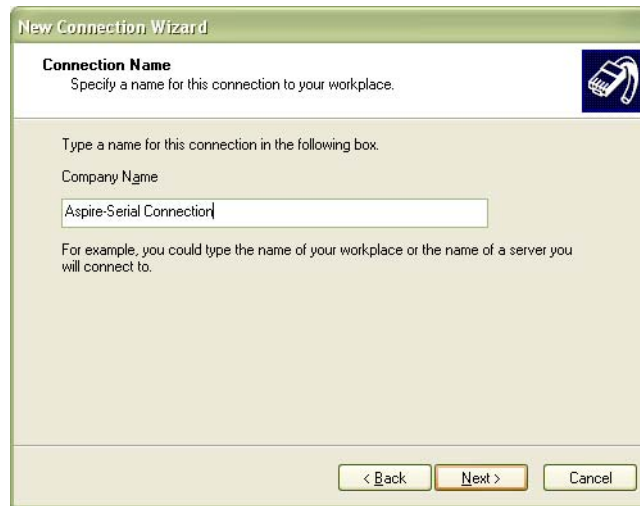 New Connection Wizard
Connection Name
Specify a name for this connection to your workplace.
Type a name for this connection in the following box.
Company Name
Aspire-Serial Connection
For example, you could type the name of your workplace or the name of a server you
will connect to.
< Back
Next >
Cancel